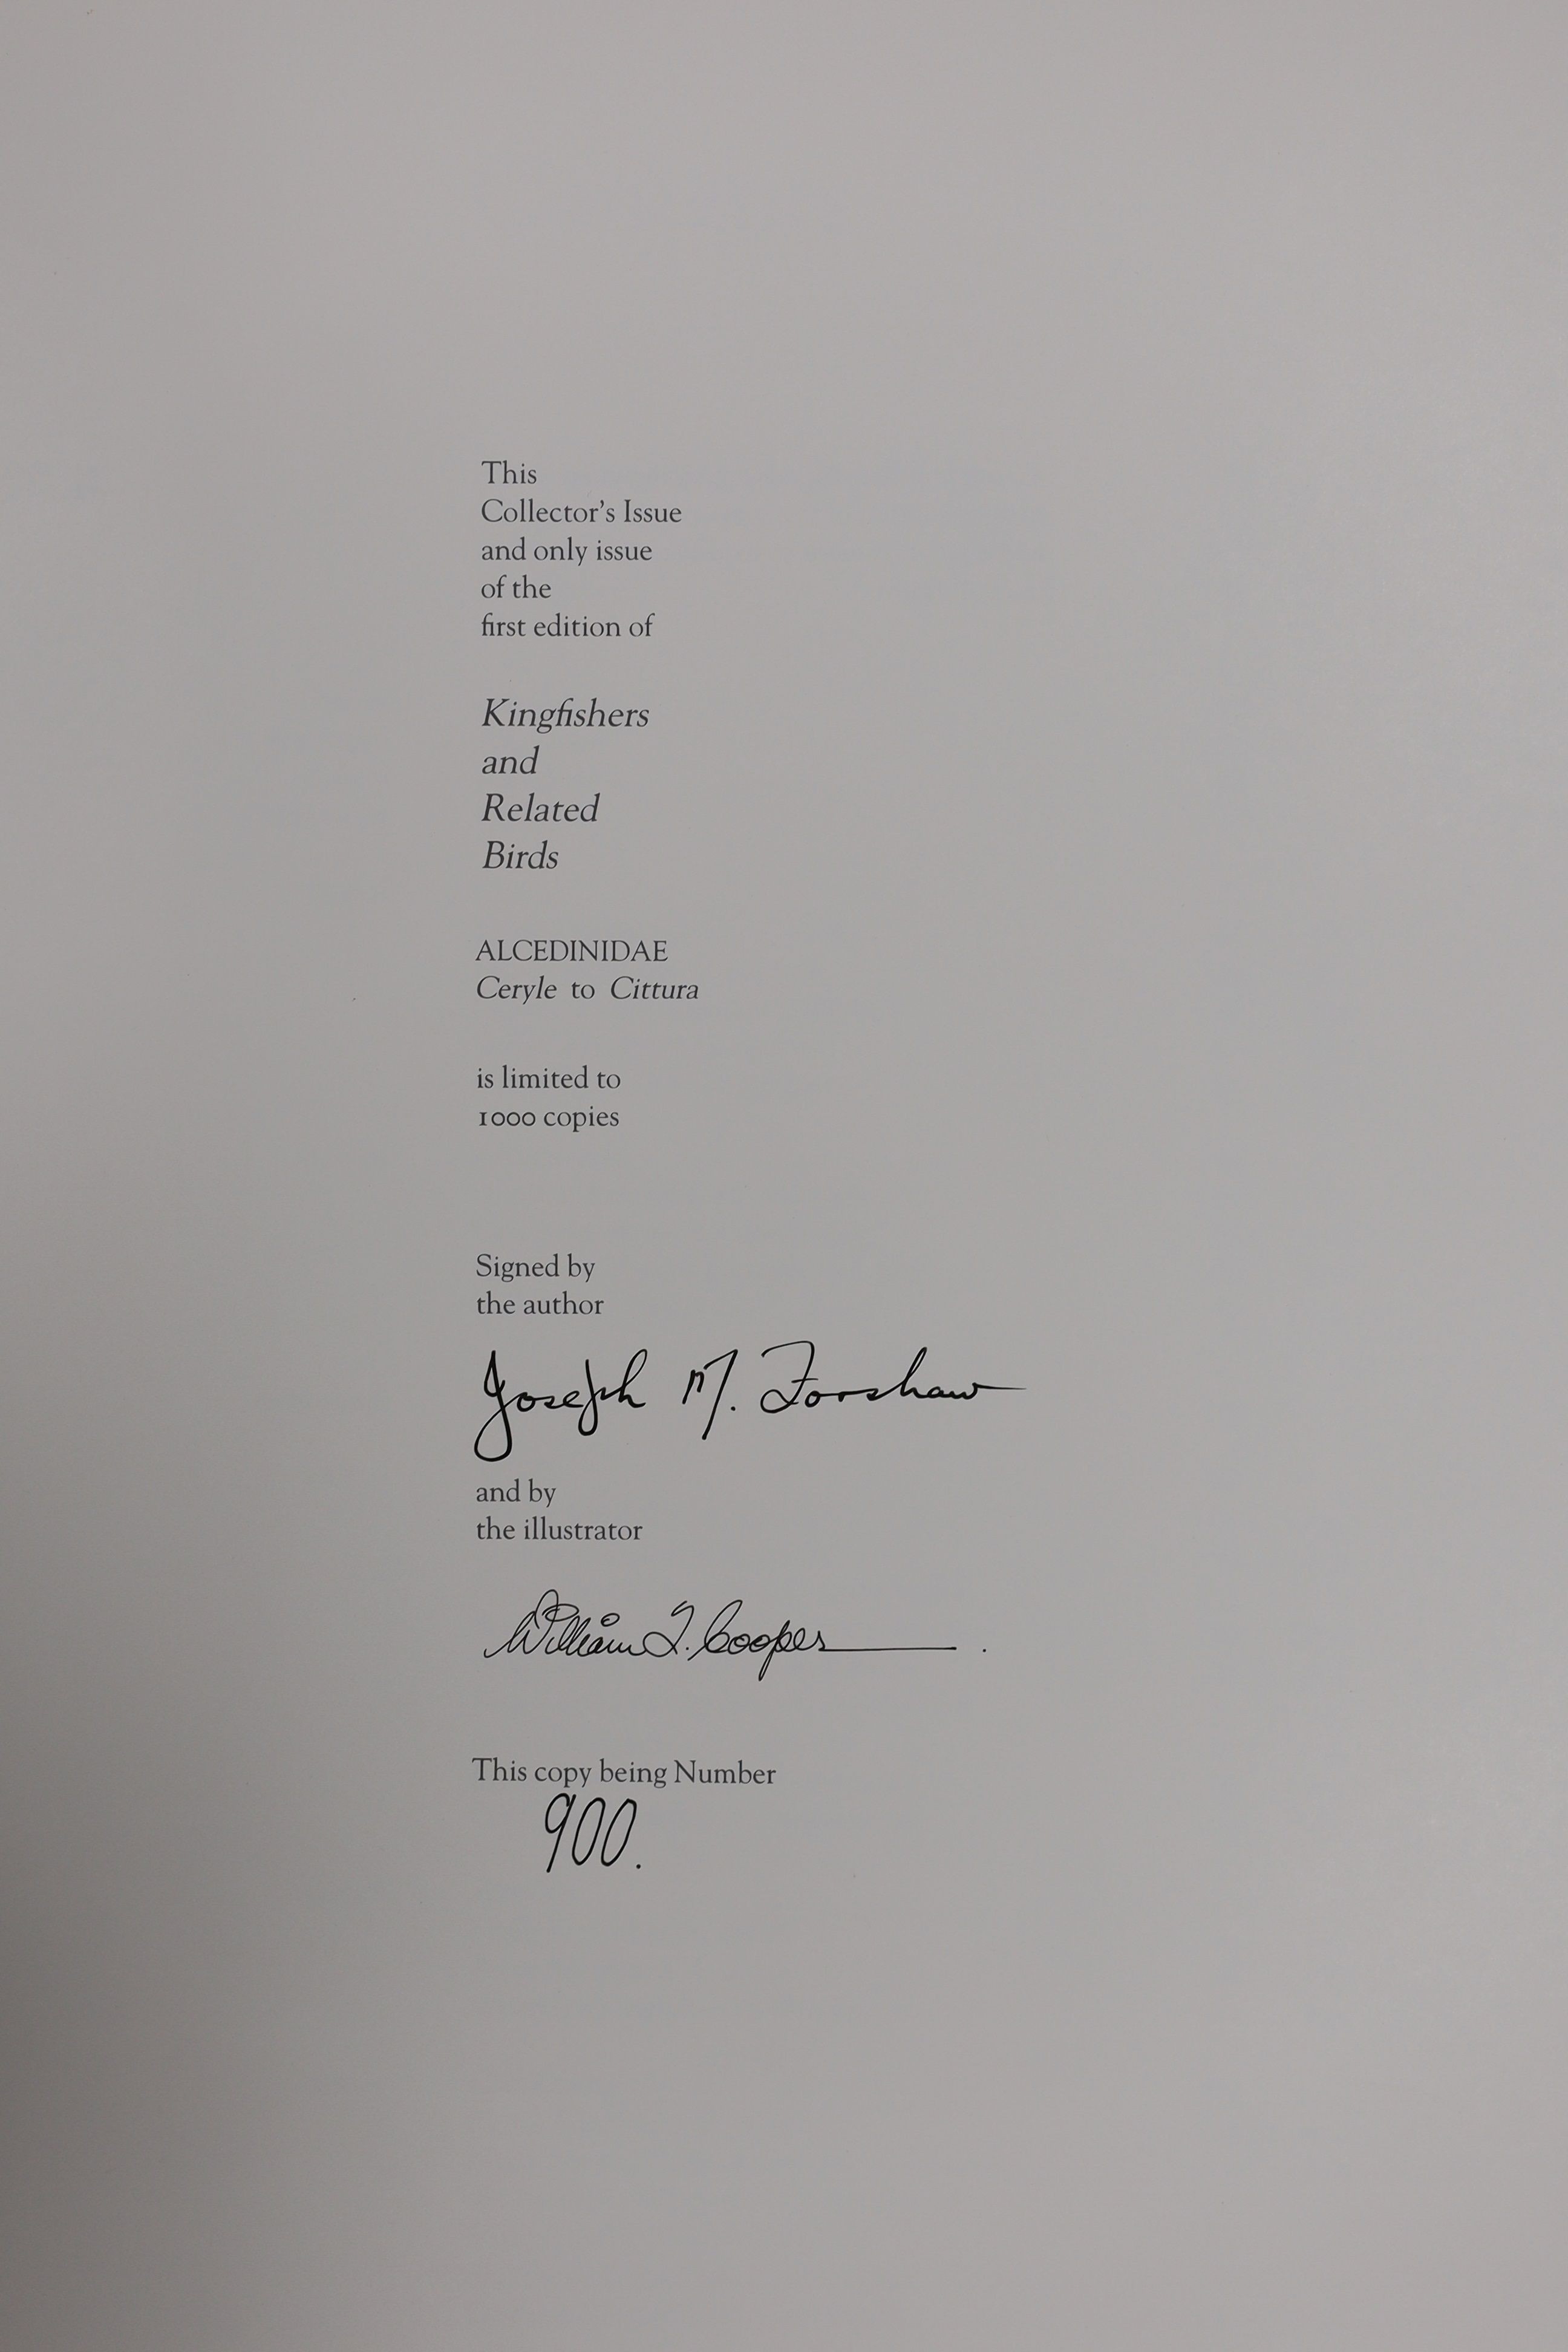 This
Collector's Issue
and only issue
of the
first edition of
Kingfishers
and
Related
Birds
ALCEDINIDAE
Ceryle to Cittura
is limited to
1000 copies
Signed by
the author
Joseph M. Forshaw
and by
the illustrator
William T. Cooper
This copy being Number
900.